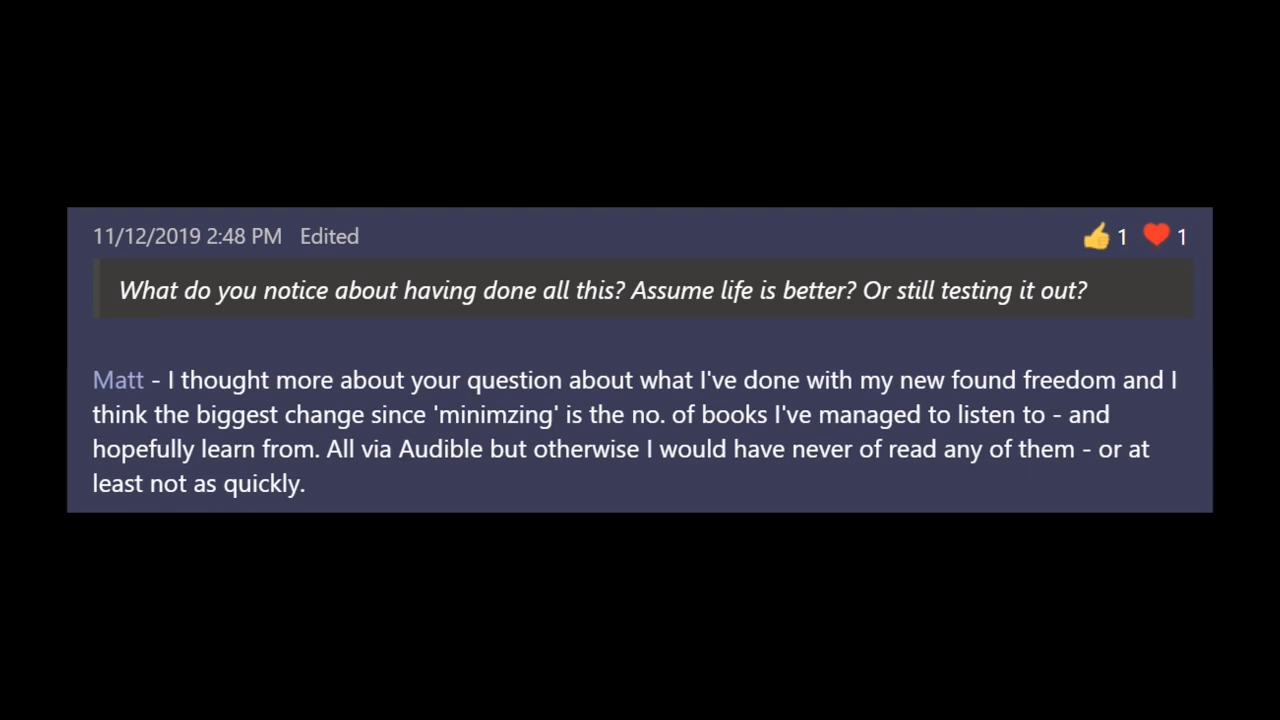 11/12/2019 2:48 PM Edited 👍 1 ❤️ 1
What do you notice about having done all this? Assume life is better? Or still testing it out?
Matt - I thought more about your question about what I've done with my new found freedom and I
think the biggest change since 'minimzing' is the no. of books I've managed to listen to - and
hopefully learn from. All via Audible but otherwise I would have never of read any of them - or at
least not as quickly.